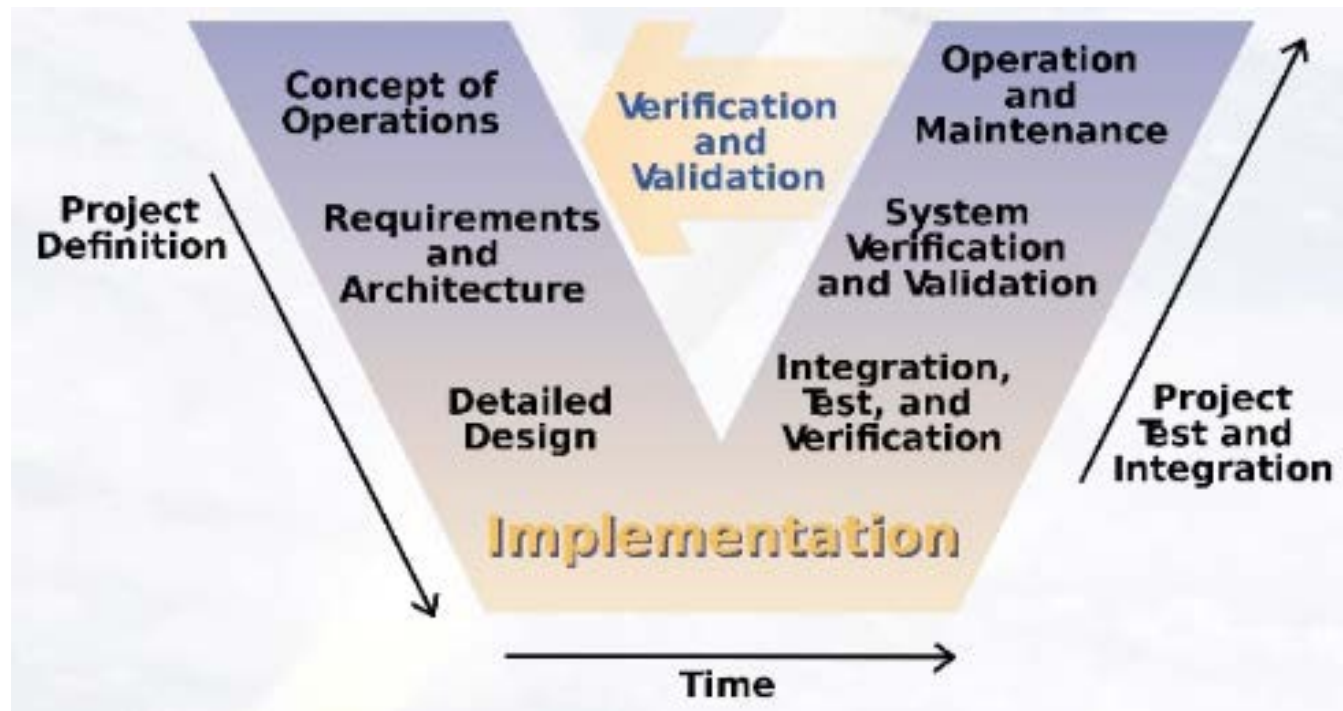 Concept of
Operations
Verification
and
Validation
Operation
and
Maintenance
Project
Definition
Requirements
and
Architecture
System
Verification
and Validation
Detailed
Design
Integration,
Test, and
Verification
Project
Test and
Integration
Implementation
Time